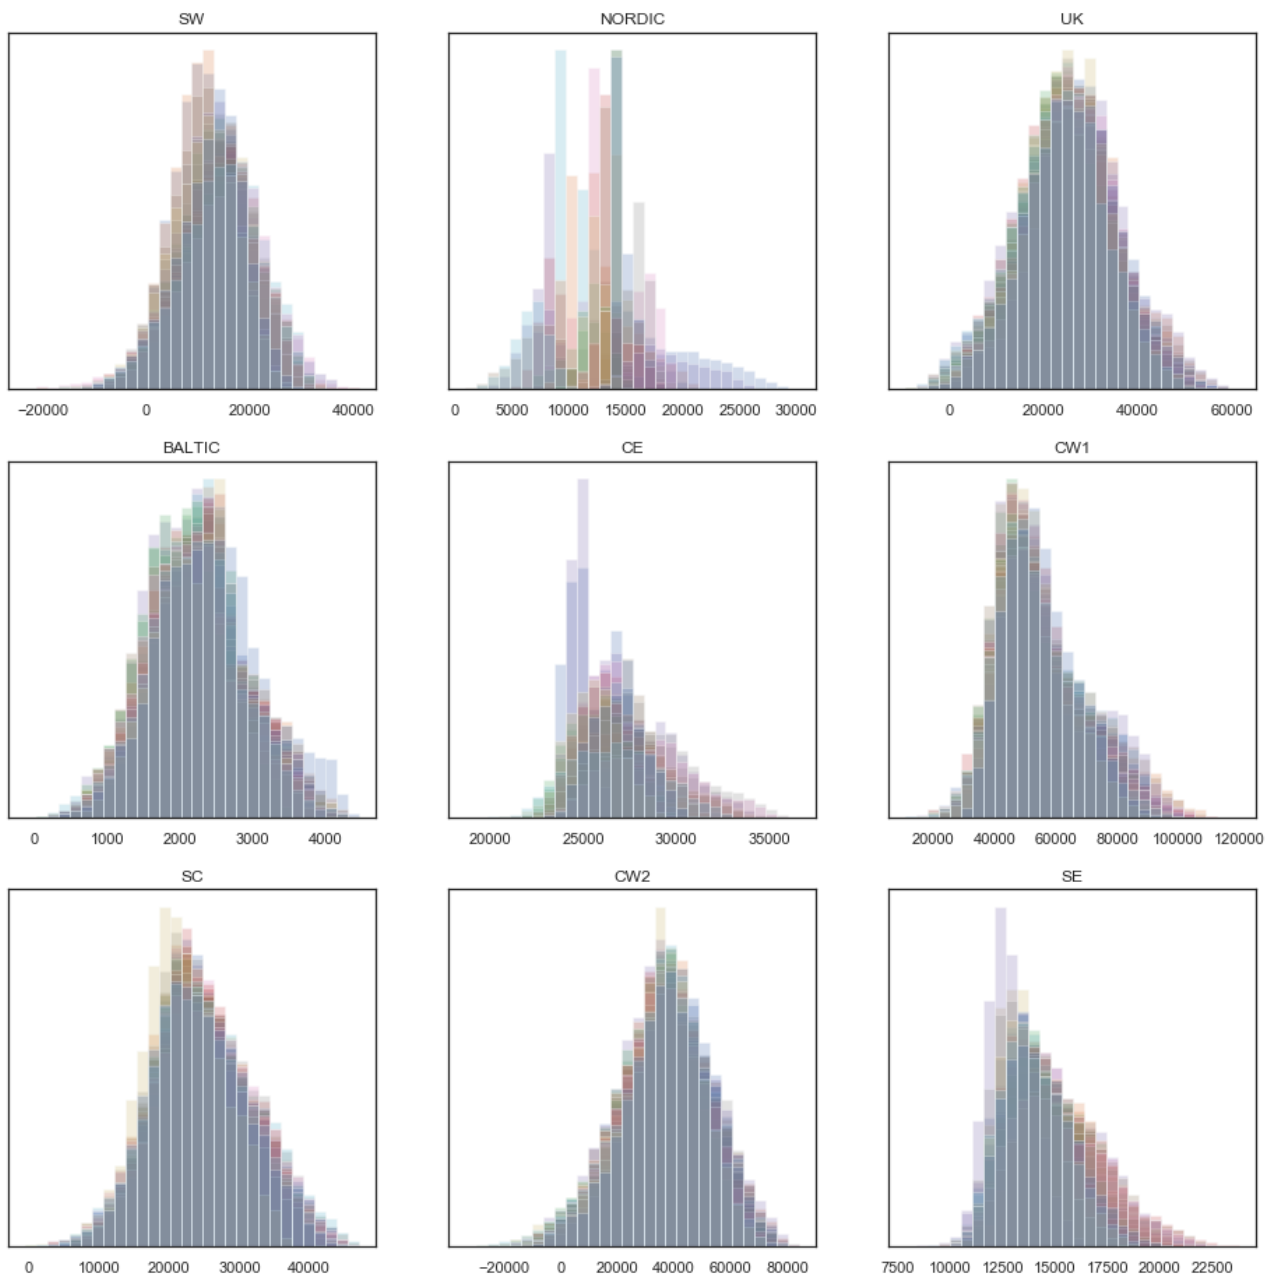 SW NORDIC UK
−20000 0 20000 40000 0 5000 10000 15000 20000 25000 30000 0 20000 40000 60000
BALTIC CE CW1
0 1000 2000 3000 4000 20000 25000 30000 35000 20000 40000 60000 80000 100000 120000
SC CW2 SE
0 10000 20000 30000 40000 −20000 0 20000 40000 60000 80000 7500 10000 12500 15000 17500 20000 22500